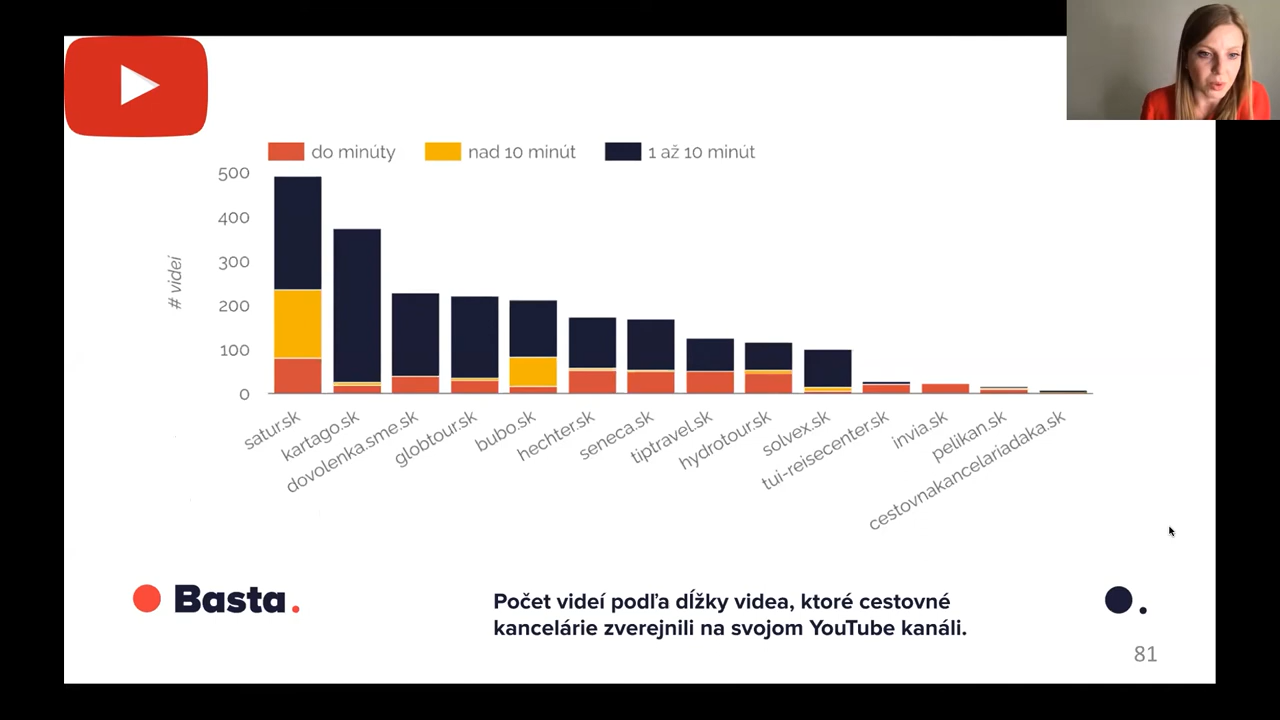 do minúty
nad 10 minút
1 až 10 minút
500
400
300
200
100
0
# videí
satur.sk
kartago.sk
dovolenka.sme.sk
globtour.sk
bubo.sk
hechter.sk
seneca.sk
tiptravel.sk
hydrotour.sk
solvex.sk
tui-reisecenter.sk
invia.sk
pelikan.sk
cestovnakancelariadaka.sk
Basta.
Počet videí podľa dĺžky videa, ktoré cestovné
kancelárie zverejnili na svojom YouTube kanáli.
81